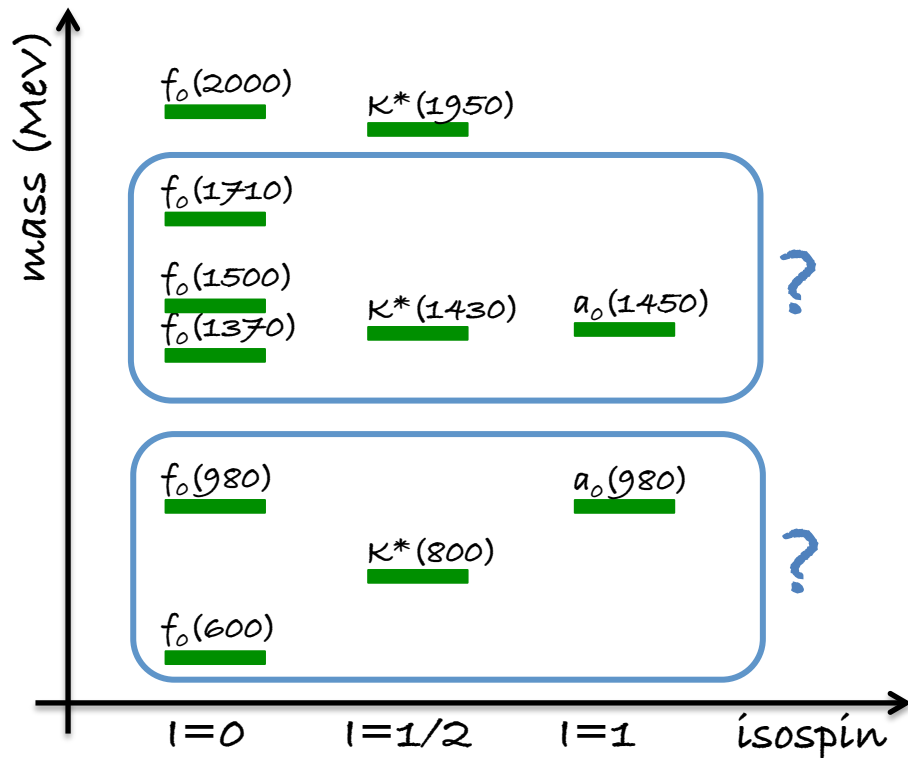 mass (MeV)
f₀(2000)
K*(1950)
f₀(1710)
f₀(1500)
f₀(1370)
K*(1430)
a₀(1450)
?
f₀(980)
a₀(980)
K*(800)
f₀(600)
?
I=0 I=1/2 I=1 isospin